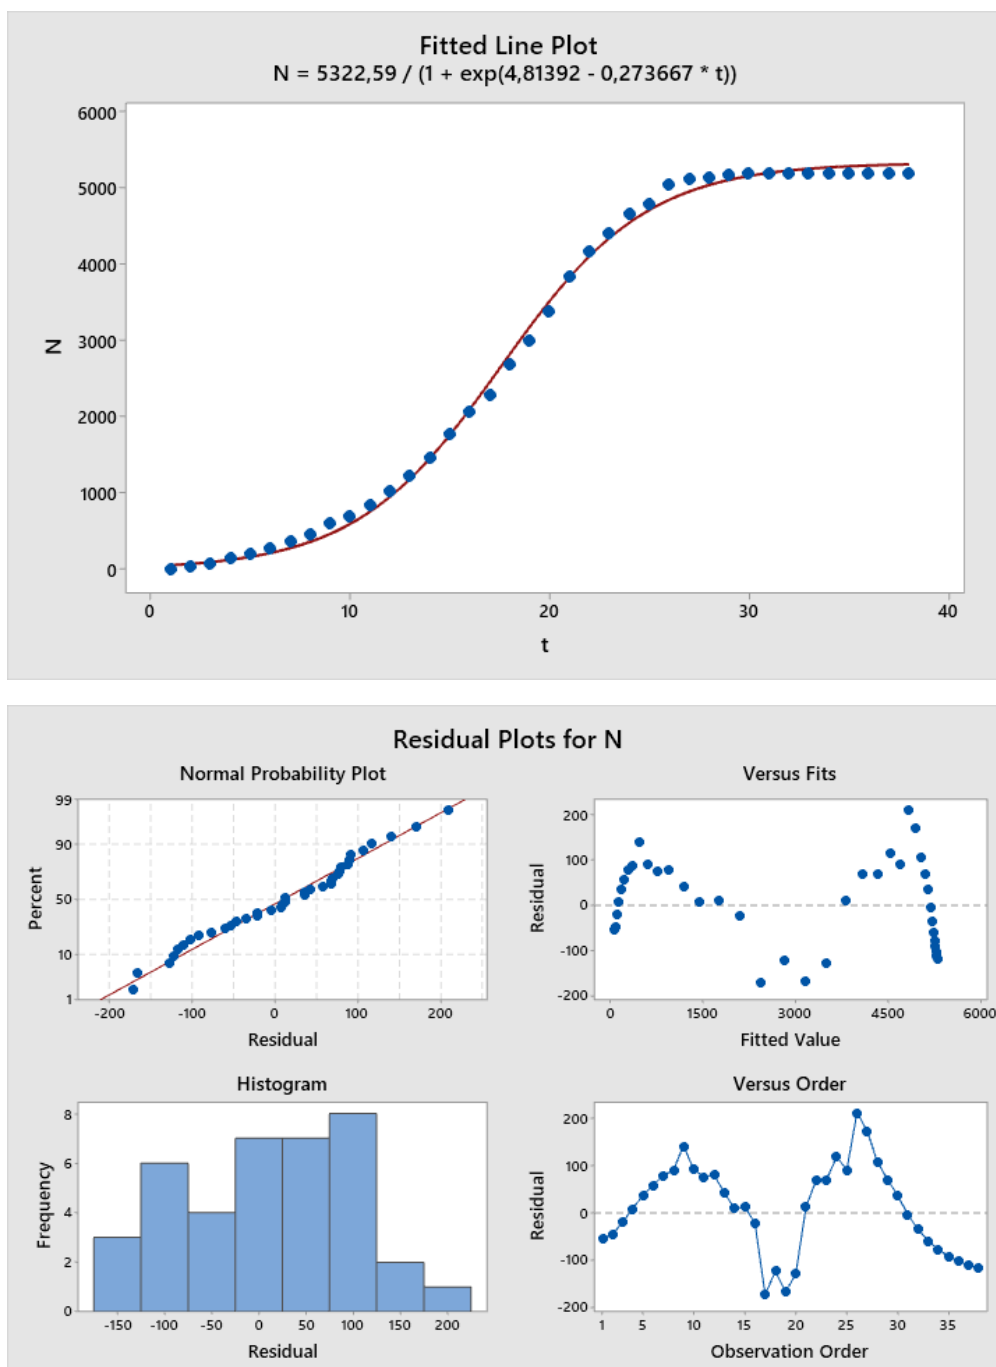 Fitted Line Plot
N = 5322,59 / (1 + exp(4,81392 - 0,273667 * t))
6000
5000
4000
3000
2000
1000
0
N
0 10 20 30 40
t
Residual Plots for N
Normal Probability Plot
99
90
50
10
1
Percent
-200 -100 0 100 200
Residual
Versus Fits
200
100
0
-100
-200
Residual
0 1500 3000 4500 6000
Fitted Value
Histogram
8
6
4
2
0
Frequency
-150 -100 -50 0 50 100 150 200
Residual
Versus Order
200
100
0
-100
-200
Residual
1 5 10 15 20 25 30 35
Observation Order